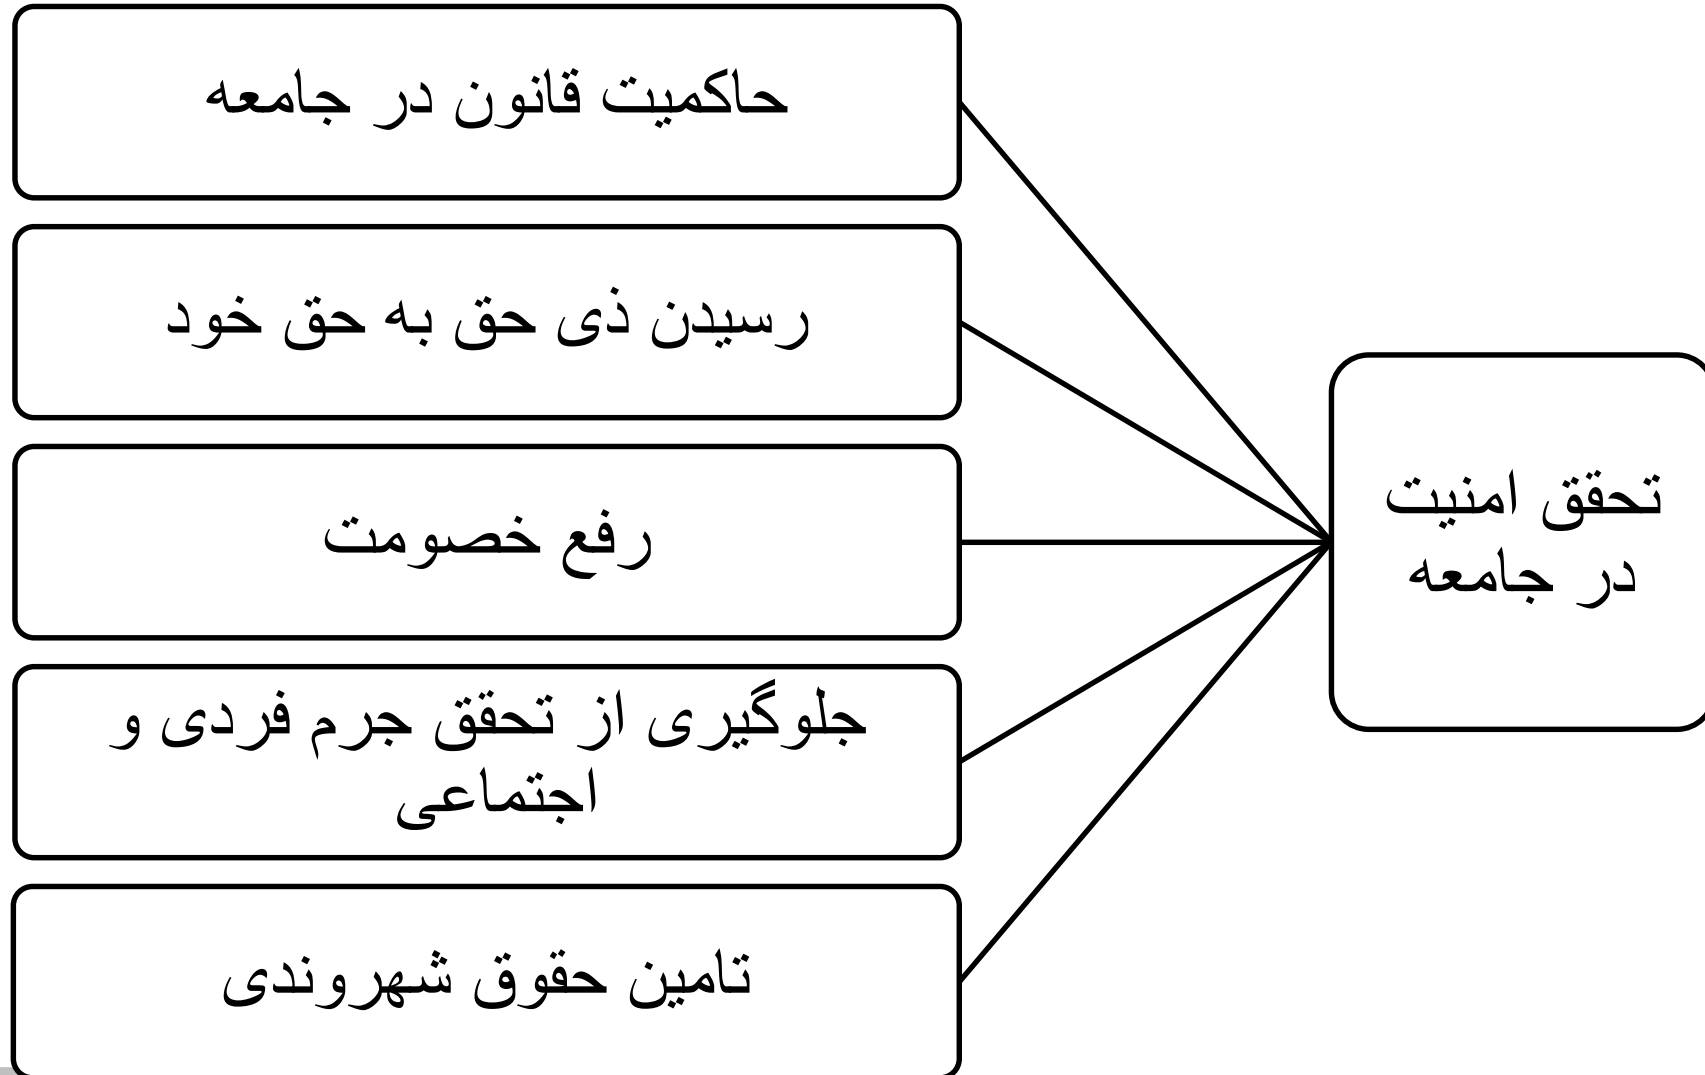 تحقق امنیت
در جامعه
حاکمیت قانون در جامعه
رسیدن ذی حق به حق خود
رفع خصومت
جلوگیری از تحقق جرم فردی و
اجتماعی
تامین حقوق شهروندی